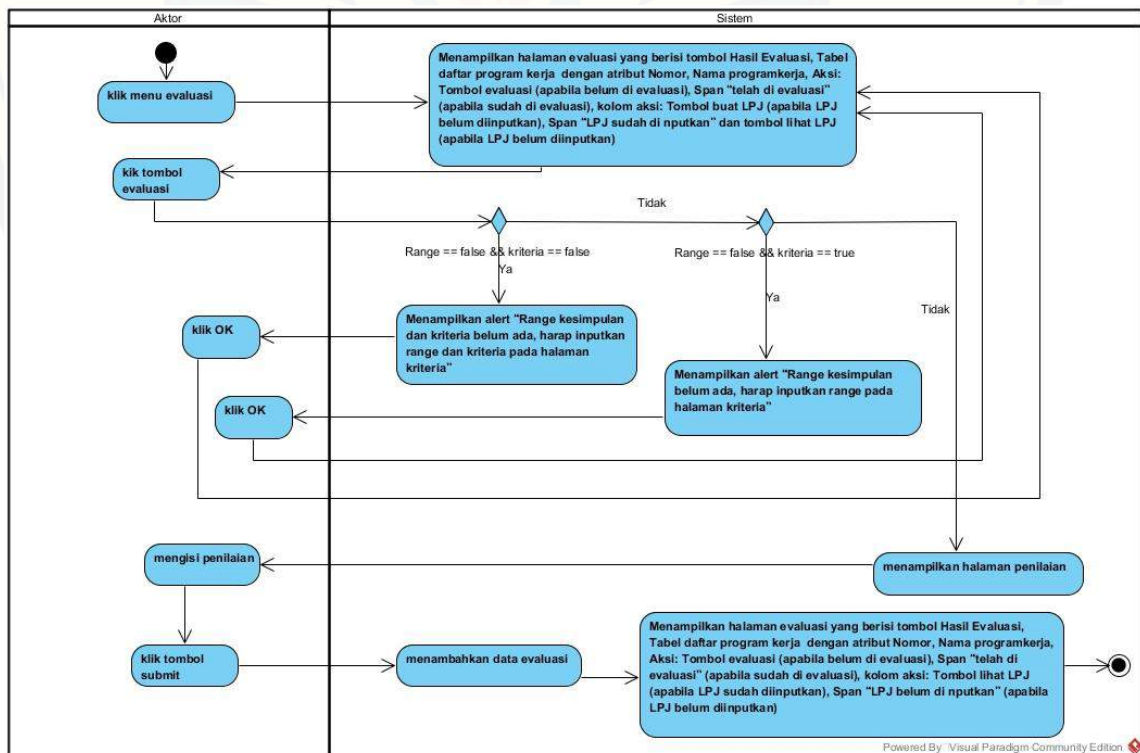 Aktor
Sistem
klik menu evaluasi
Menampilkan halaman evaluasi yang berisi tombol Hasil Evaluasi, Tabel
daftar program kerja dengan atribut Nomor, Nama programkerja, Aksi:
Tombol evaluasi (apabila belum di evaluasi), Span "telah di evaluasi"
(apabila sudah di evaluasi), kolom aksi: Tombol buat LPJ (apabila LPJ
belum diinputkan), Span "LPJ sudah di nputkan" dan tombol lihat LPJ
(apabila LPJ belum diinputkan)
kik tombol
evaluasi
Tidak
Range == false && kriteria == false
Ya
Range == false && kriteria == true
Ya
Tidak
klik OK
Menampilkan alert "Range kesimpulan
dan kriteria belum ada, harap inputkan
range dan kriteria pada halaman
kriteria"
Menampilkan alert "Range kesimpulan
belum ada, harap inputkan range pada
halaman kriteria"
klik OK
mengisi penilaian
menampilkan halaman penilaian
klik tombol
submit
menambahkan data evaluasi
Menampilkan halaman evaluasi yang berisi tombol Hasil Evaluasi,
Tabel daftar program kerja dengan atribut Nomor, Nama programkerja,
Aksi: Tombol evaluasi (apabila belum di evaluasi), Span "telah di
evaluasi" (apabila sudah di evaluasi), kolom aksi: Tombol lihat LPJ
(apabila LPJ sudah diinputkan), Span "LPJ belum di nputkan" (apabila
LPJ belum diinputkan)
Powered By Visual Paradigm Community Edition